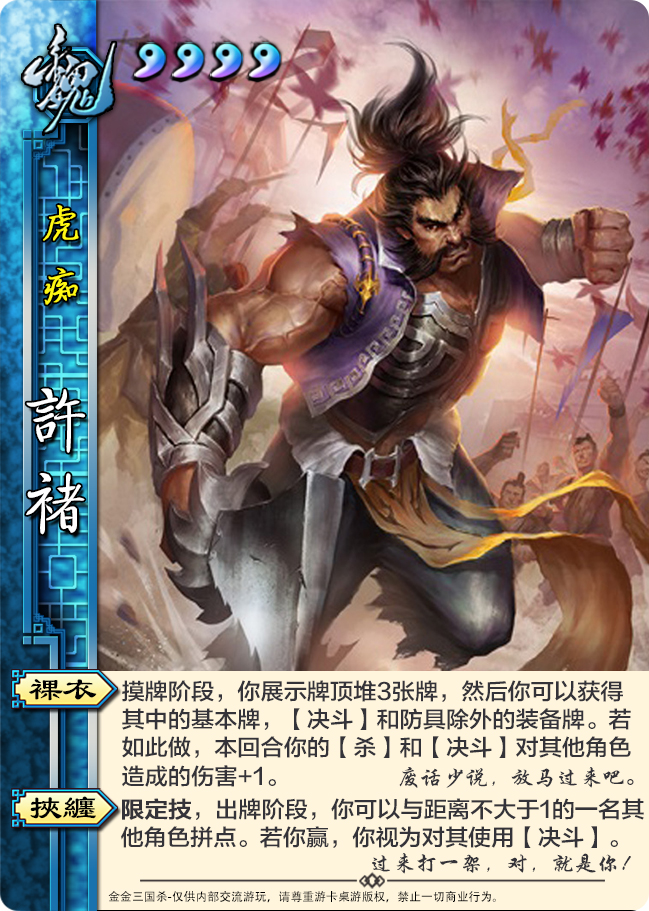 魏
虎痴
許褚
裸衣
摸牌阶段，你展示牌顶堆3张牌，然后你可以获得
其中的基本牌，【决斗】和防具除外的装备牌。若
如此做，本回合你的【杀】和【决斗】对其他角色
造成的伤害+1。
废话少说，放马过来吧。
挾纏
限定技，出牌阶段，你可以与距离不大于1的一名其
他角色拼点。若你赢，你视为对其使用【决斗】。
过来打一架，对，就是你！
金金三国杀-仅供内部交流游玩，请尊重游卡桌游版权，禁止一切商业行为。